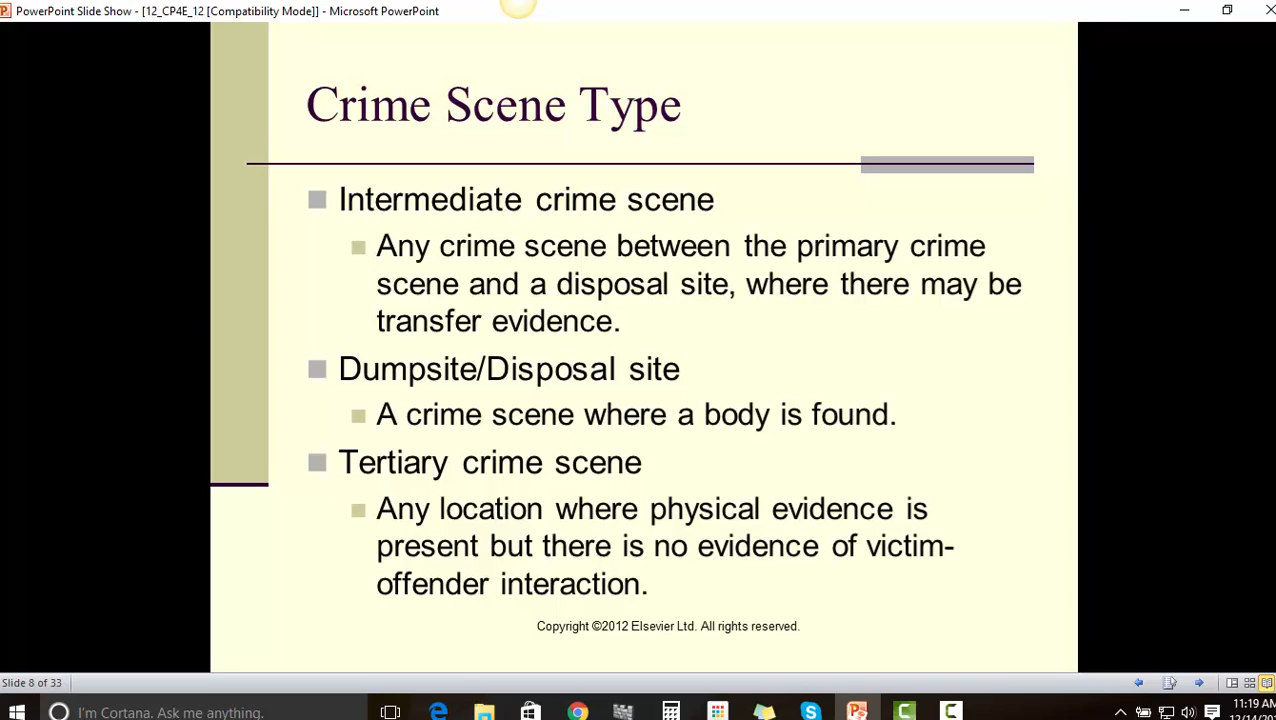 PowerPoint Slide Show - [12_CP4E_12 [Compatibility Mode]] - Microsoft PowerPoint
Crime Scene Type
Intermediate crime scene
Any crime scene between the primary crime
scene and a disposal site, where there may be
transfer evidence.
Dumpsite/Disposal site
A crime scene where a body is found.
Tertiary crime scene
Any location where physical evidence is
present but there is no evidence of victim-
offender interaction.
Copyright ©2012 Elsevier Ltd. All rights reserved.
Slide 8 of 33
I'm Cortana. Ask me anything.
11:19 AM